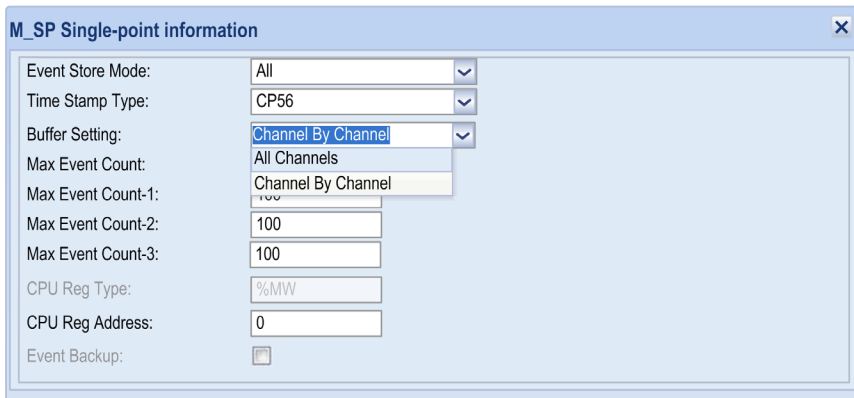 M_SP Single-point information
Event Store Mode: All
Time Stamp Type: CP56
Buffer Setting: Channel By Channel
All Channels
Max Event Count:
Channel By Channel
Max Event Count-1: 100
Max Event Count-2: 100
Max Event Count-3: 100
CPU Reg Type: %MW
CPU Reg Address: 0
Event Backup: